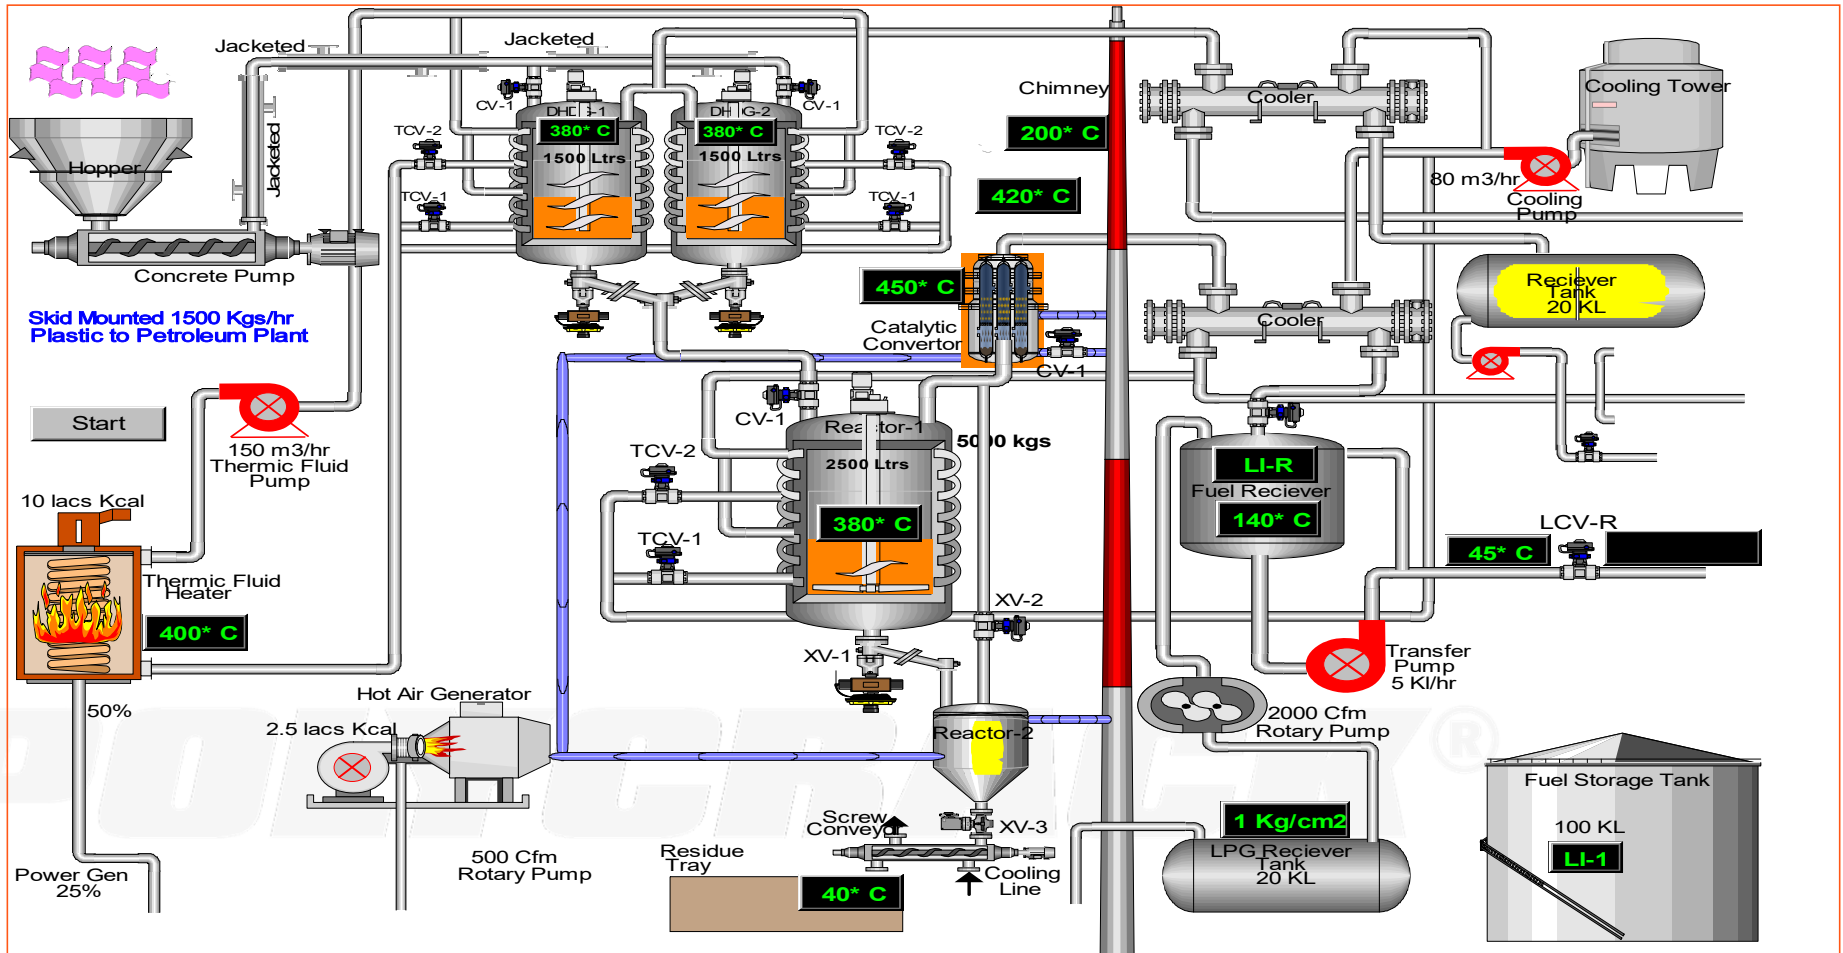 Jacketed
Jacketed
Jacketed
Hopper
Concrete Pump
Skid Mounted 1500 Kgs/hr
Plastic to Petroleum Plant
Start
CV-1
CV-1
DHDG-1
380* C
1500 Ltrs
380* C
1500 Ltrs
TCV-2
TCV-2
TCV-1
TCV-1
Chimney
200* C
420* C
450* C
Catalytic
Convertor
CV-1
Cooler
Cooling Tower
80 m3/hr
Cooling
Pump
Cooler
Reciever
Tank
20 KL
150 m3/hr
Thermic Fluid
Pump
10 lacs Kcal
Thermic Fluid
Heater
400* C
50%
Power Gen
25%
CV-1
Reactor-1
5000 kgs
2500 Ltrs
380* C
TCV-2
TCV-1
XV-1
XV-2
Hot Air Generator
2.5 lacs Kcal
500 Cfm
Rotary Pump
Reactor-2
XV-3
Screw
Conveyo
Cooling
Line
Residue
Tray
40* C
LI-R
Fuel Reciever
140* C
LCV-R
45* C
Transfer
Pump
5 Kl/hr
2000 Cfm
Rotary Pump
1 Kg/cm2
LPG Reciever
Tank
20 KL
Fuel Storage Tank
100 KL
LI-1
POLYCRACK®